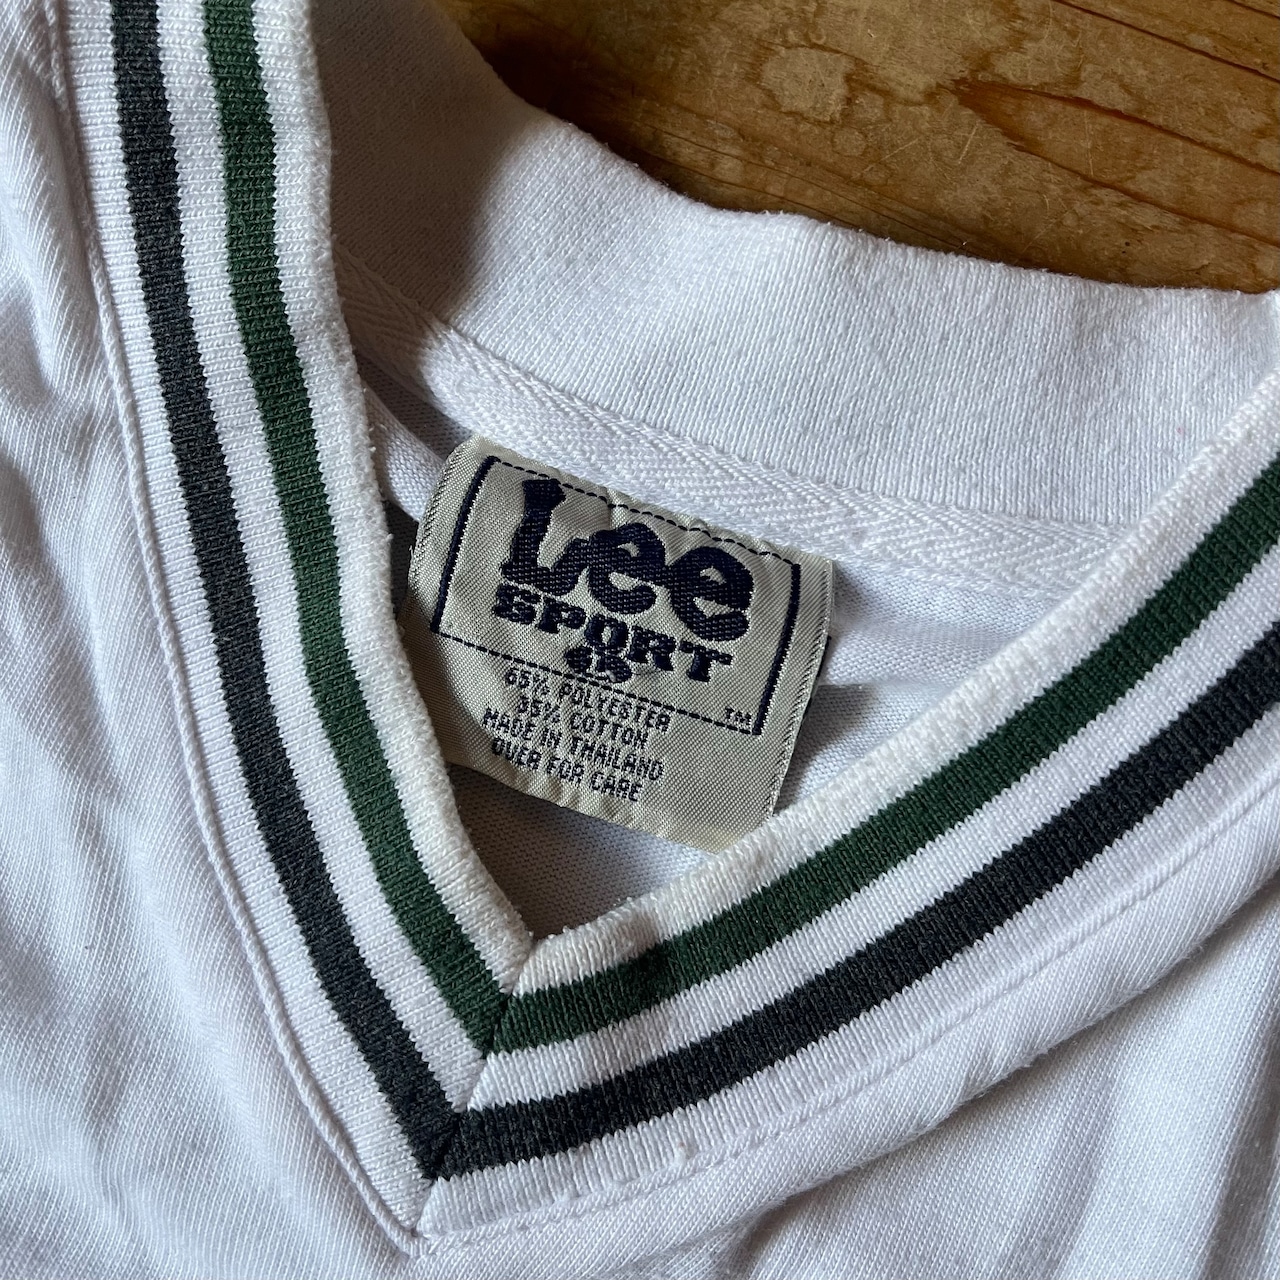 Lee
SPORT
65% POLYESTER
35% COTTON
MADE IN THAILAND
OVER FOR CARE
TM